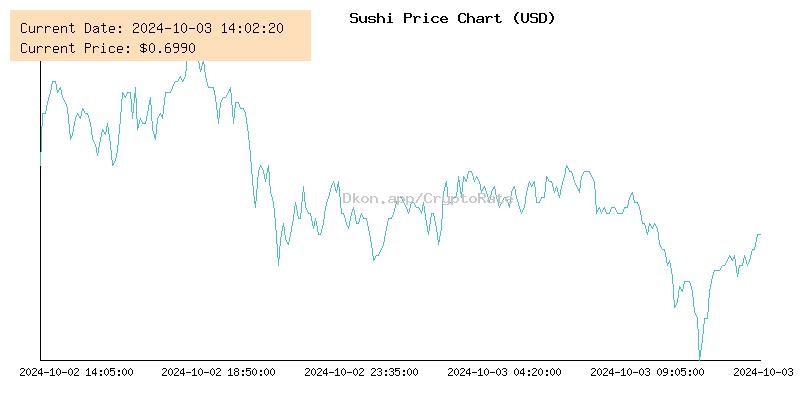 Sushi Price Chart (USD)
Current Date: 2024-10-03 14:02:20
Current Price: $0.6990
Dkon.app/CryptoRate
2024-10-02 14:05:00 2024-10-02 18:50:00 2024-10-02 23:35:00 2024-10-03 04:20:00 2024-10-03 09:05:00 2024-10-03